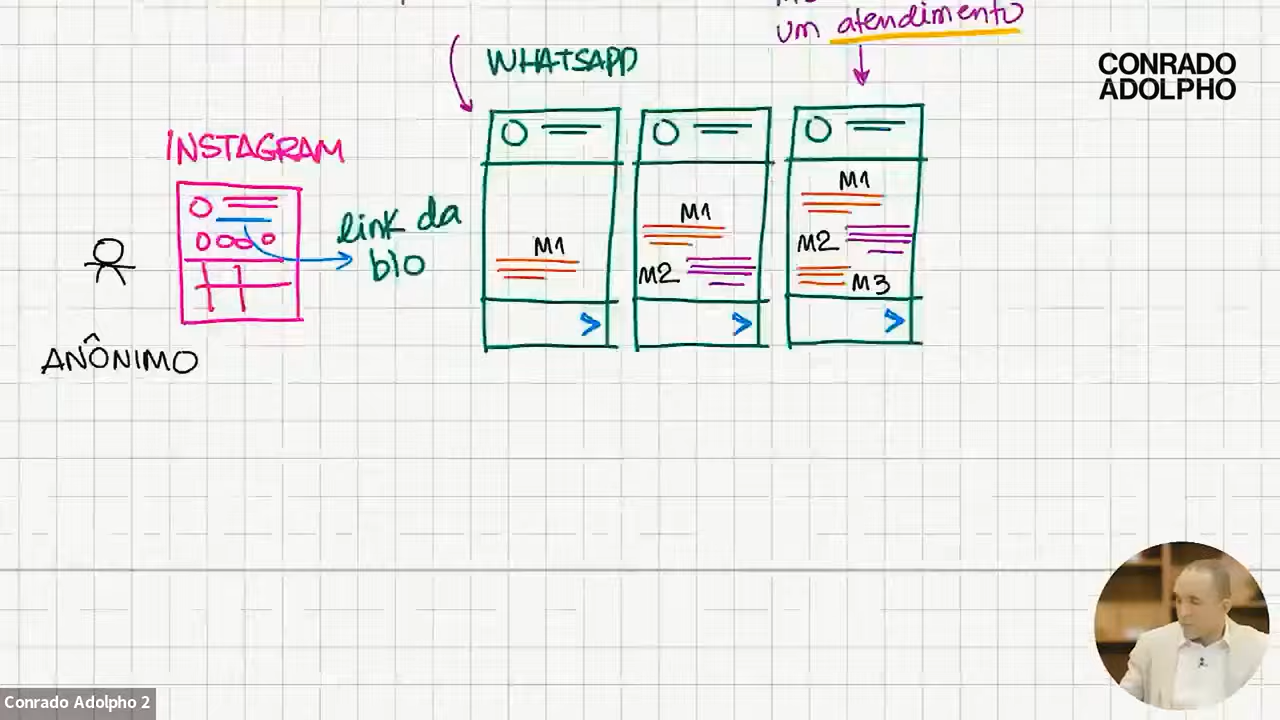 um atendimento
WHATSAPP
CONRADO
ADOLPHO
INSTAGRAM
link da
bio
ANÔNIMO
M1
M1
M2
M1
M2
M3
Conrado Adolpho 2